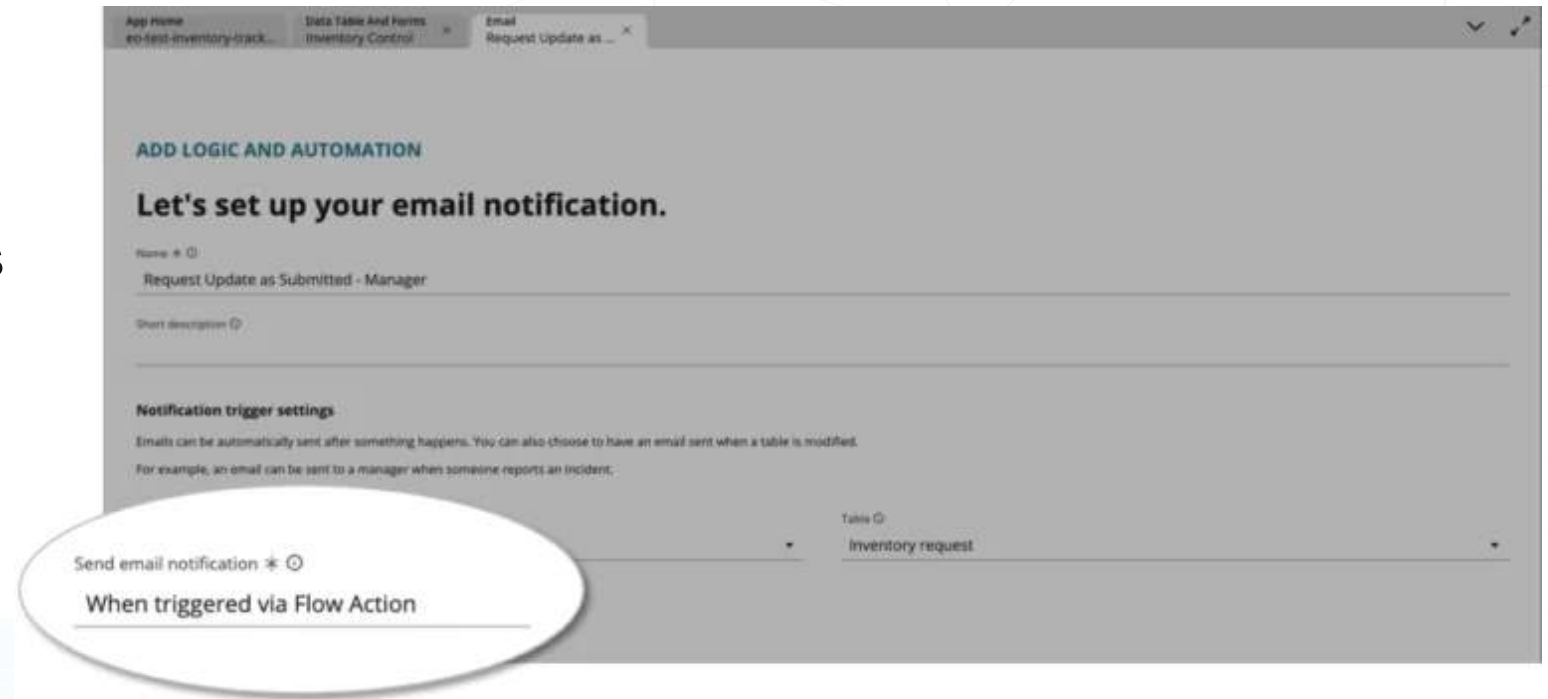 App Home
eo-test-inventory-track...
Data Table And Forms
Inventory Control
Email
Request Update as ...
s
ADD LOGIC AND AUTOMATION
Let's set up your email notification.
Name *
Request Update as Submitted - Manager
Short description
Notification trigger settings
Emails can be automatically sent after something happens. You can also choose to have an email sent when a table is modified.
For example, an email can be sent to a manager when someone reports an incident.
Send email notification *
When triggered via Flow Action
Table
Inventory request